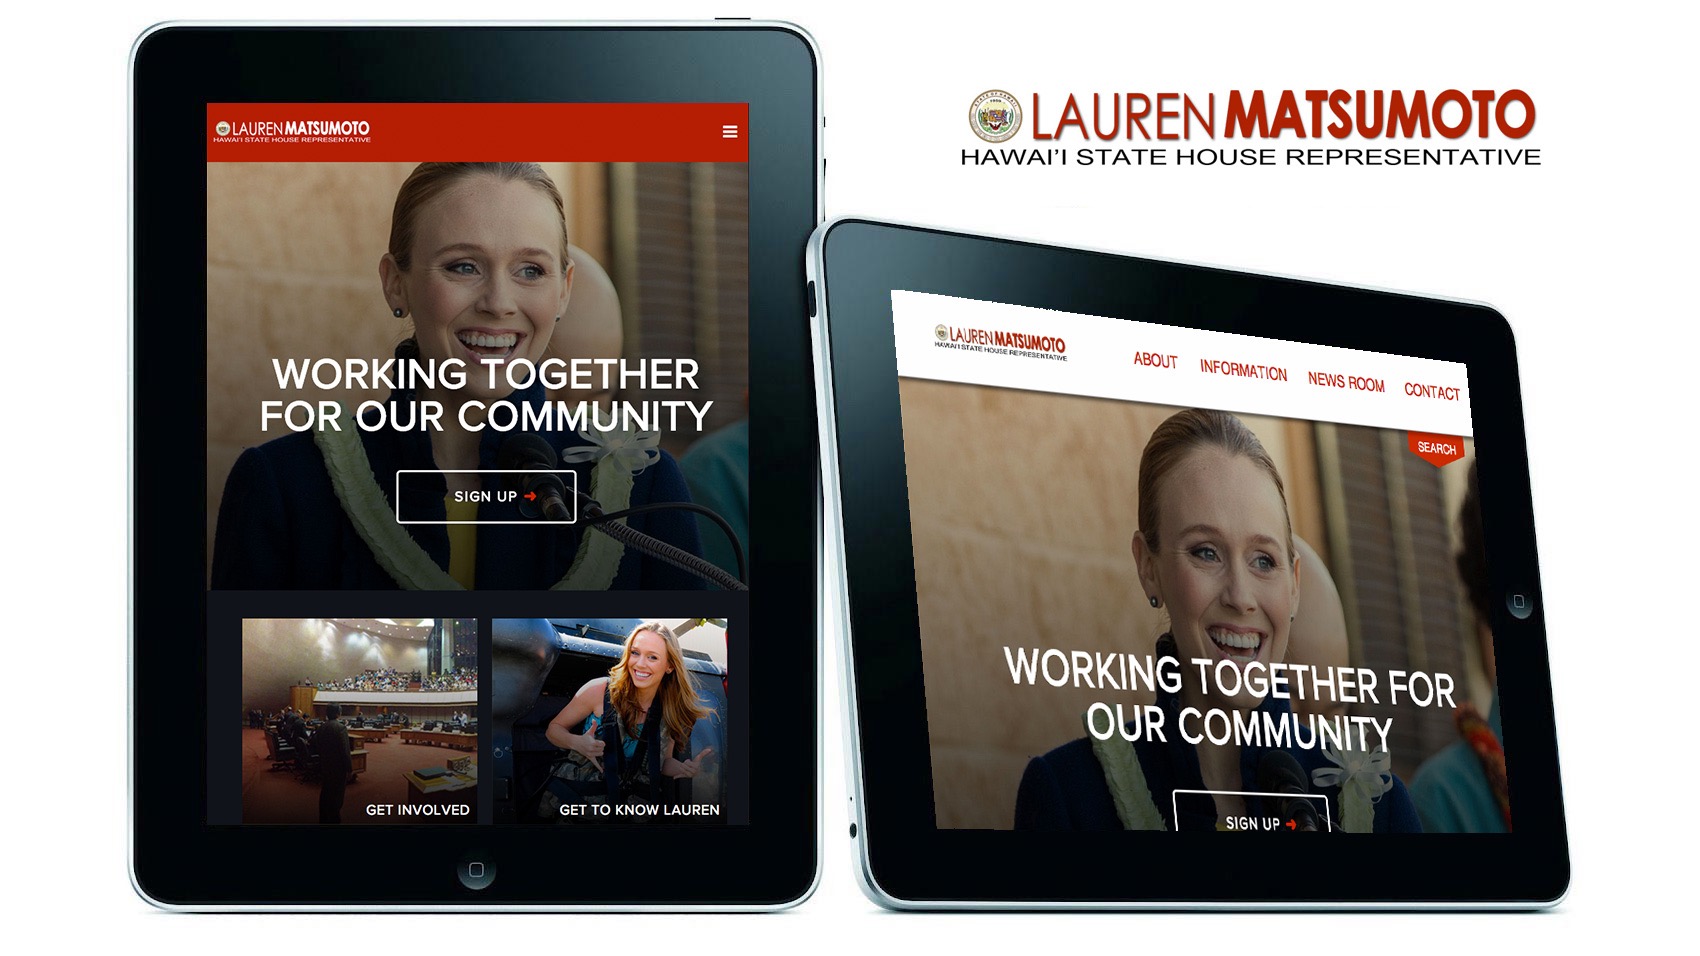 LAUREN MATSUMOTO
HAWAI'I STATE HOUSE REPRESENTATIVE
WORKING TOGETHER
FOR OUR COMMUNITY
SIGN UP ➔
GET INVOLVED
GET TO KNOW LAUREN
LAUREN MATSUMOTO
HAWAI'I STATE HOUSE REPRESENTATIVE
LAUREN MATSUMOTO
HAWAI'I STATE HOUSE REPRESENTATIVE
ABOUT INFORMATION NEWS ROOM CONTACT
SEARCH
WORKING TOGETHER FOR
OUR COMMUNITY
SIGN UP ➔